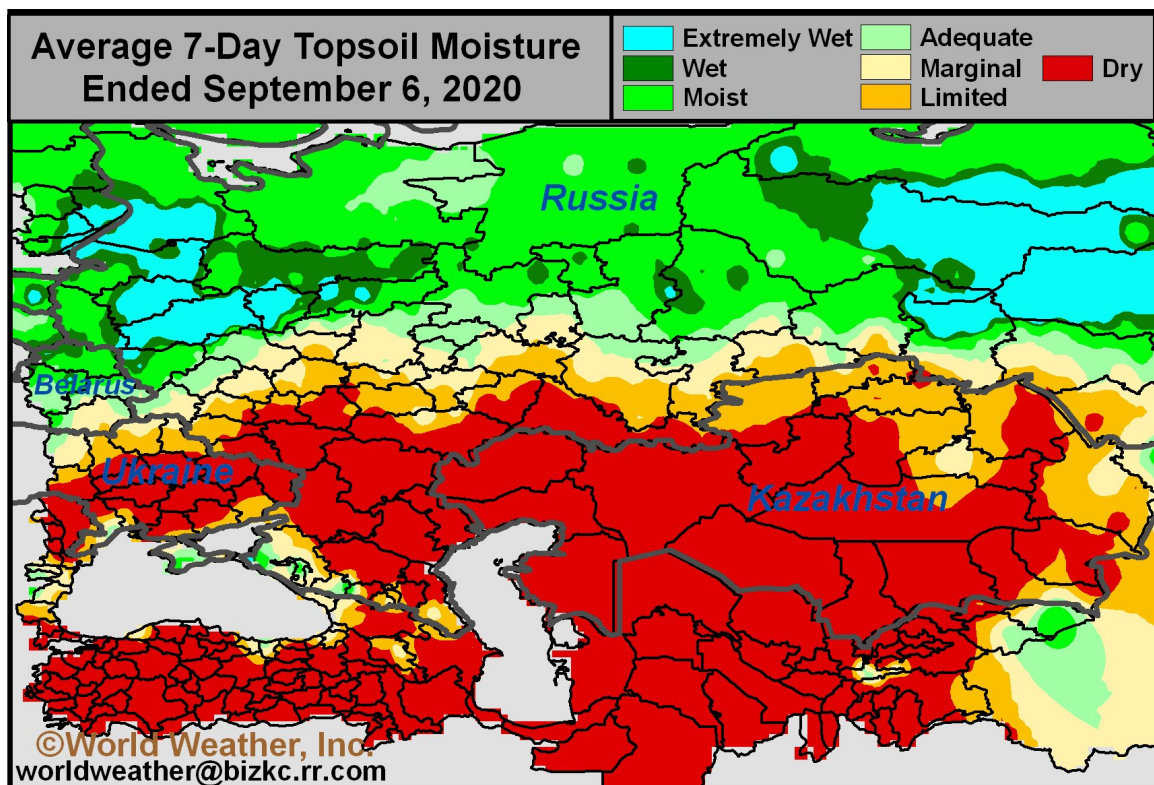 Average 7-Day Topsoil Moisture
Ended September 6, 2020
Extremely Wet
Wet
Moist
Adequate
Marginal
Limited
Dry
Russia
Belarus
Ukraine
Kazakhstan
©World Weather, Inc.
worldweather@bizkc.rr.com